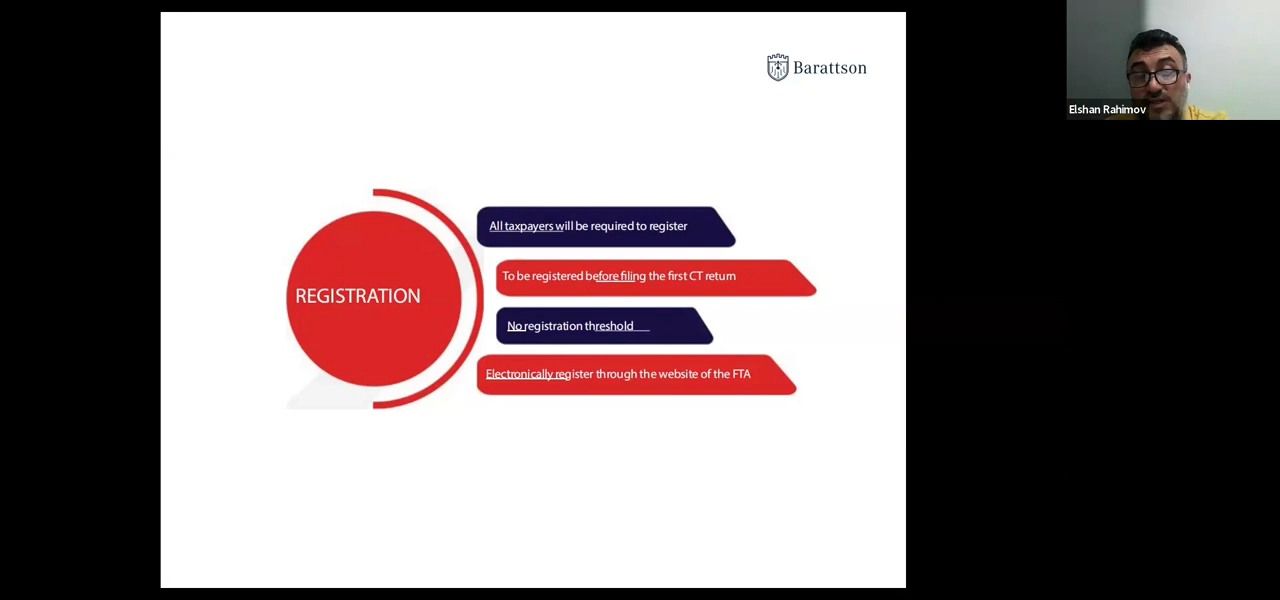 Barattson
Elshan Rahimov
REGISTRATION
All taxpayers will be required to register
To be registered before filing the first CT return
No registration threshold
Electronically register through the website of the FTA